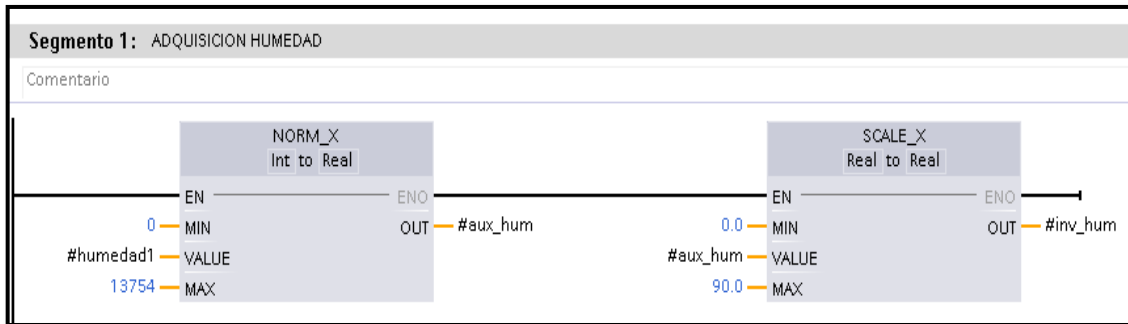 Segmento 1: ADQUISICION HUMEDAD
Comentario
NORM_X
Int to Real
EN
ENO
0
MIN
OUT
#aux_hum
#humedad1
VALUE
13754
MAX
SCALE_X
Real to Real
EN
ENO
0.0
MIN
OUT
#inv_hum
#aux_hum
VALUE
90.0
MAX